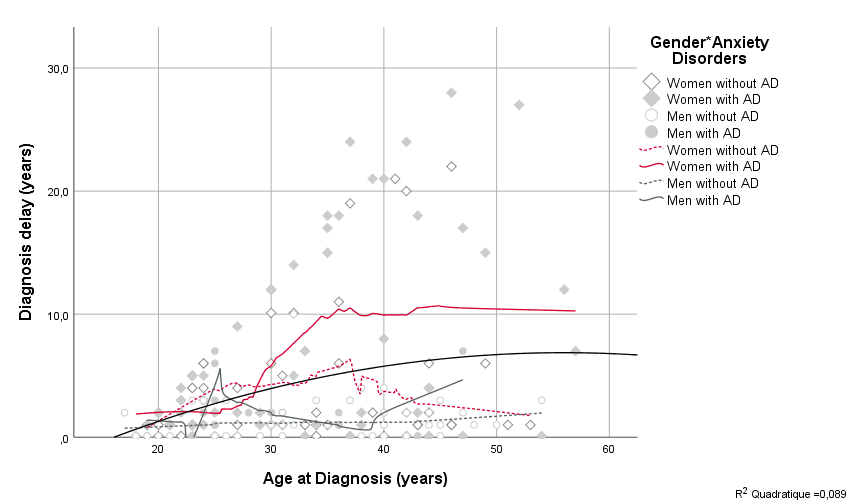 Gender*Anxiety
Disorders
Women without AD
Women with AD
Men without AD
Men with AD
Women without AD
Women with AD
Men without AD
Men with AD
30,0
20,0
10,0
,0
Diagnosis delay (years)
20 30 40 50 60
Age at Diagnosis (years)
R2 Quadratique =0,089